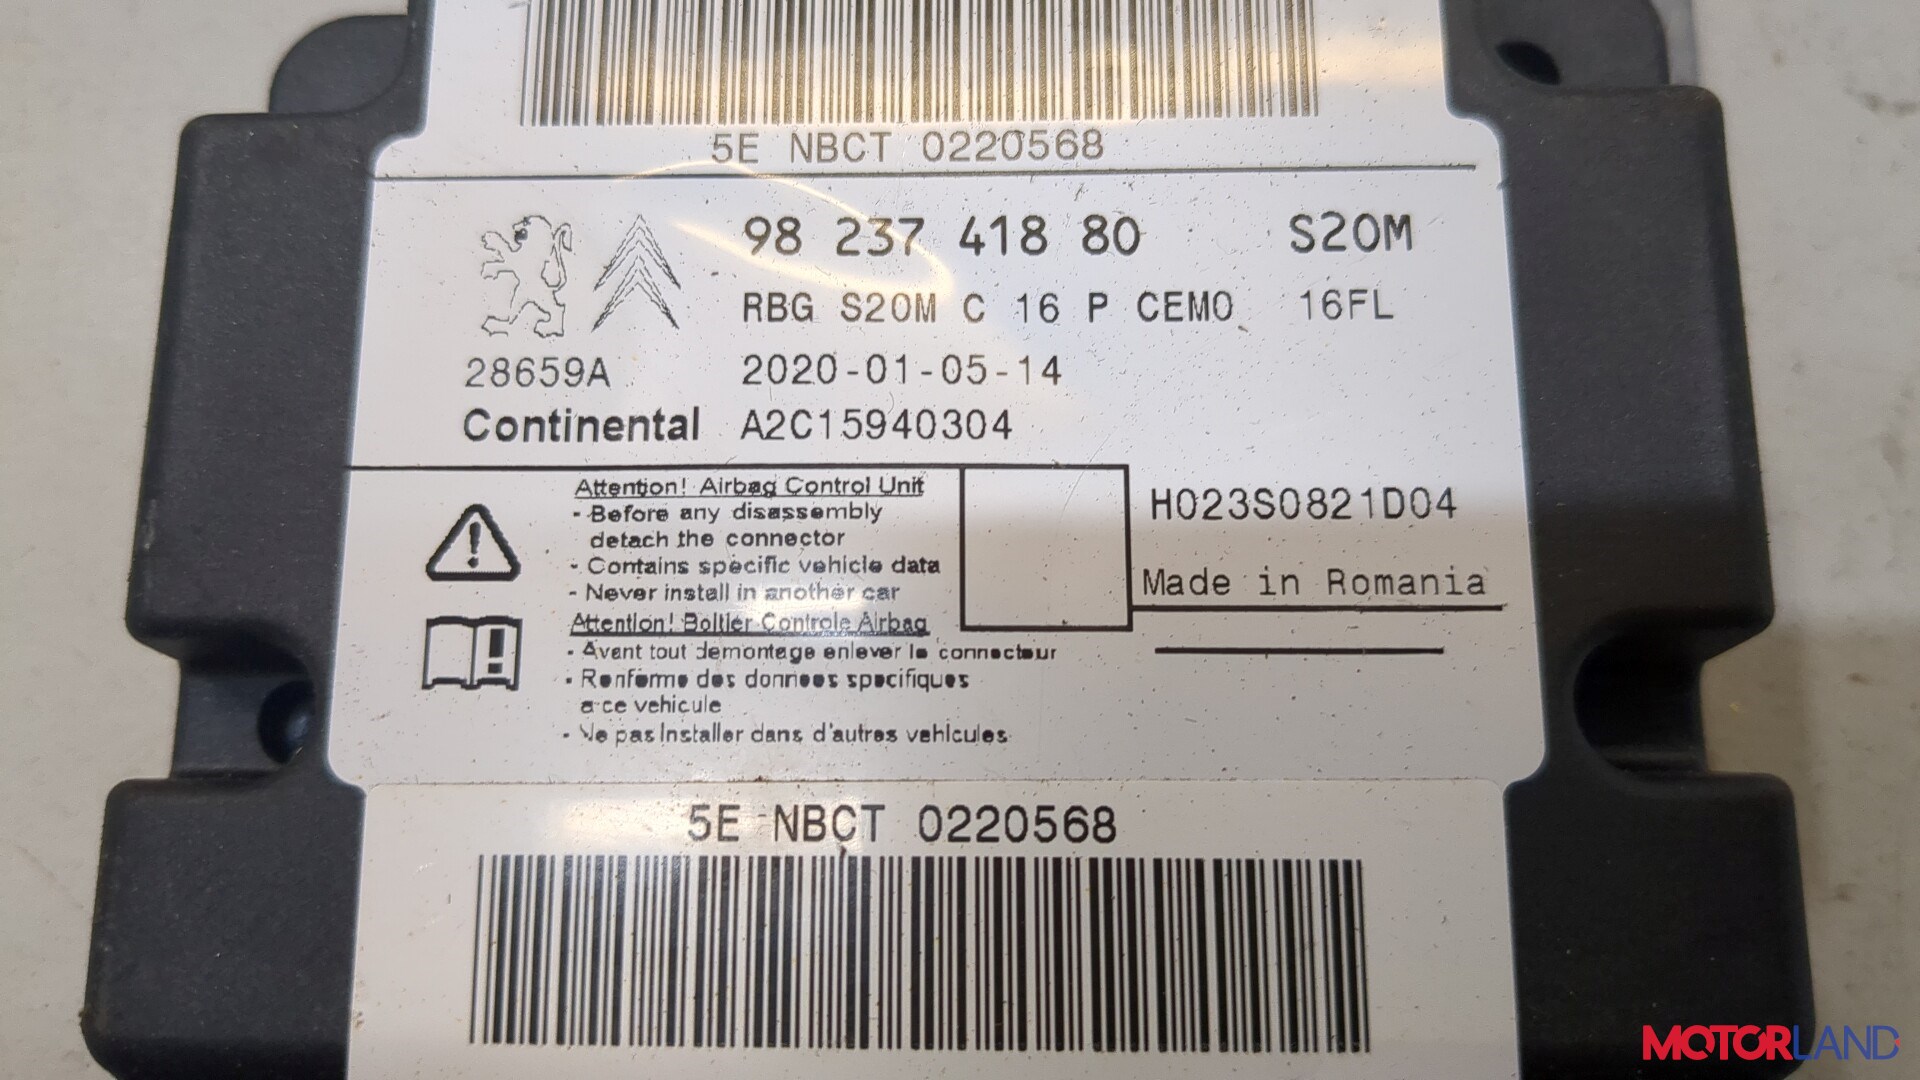 5E NBCT 0220568
98 237 418 80 S20M
RBG S20M C 16 P CEMO 16FL
28659A 2020-01-05-14
Continental A2C15940304
Attention! Airbag Control Unit
- Before any disassembly
detach the connector
- Contains specific vehicle data
- Never install in another car
H023S0821D04
Made in Romania
Attention! Boitier Controle Airbag
- Avant tout demontage enlever le connecteur
- Renferme des donnees specifiques
a ce vehicule
- Ne pas installer dans d'autres vehicules
5E NBCT 0220568
MOTORLAND